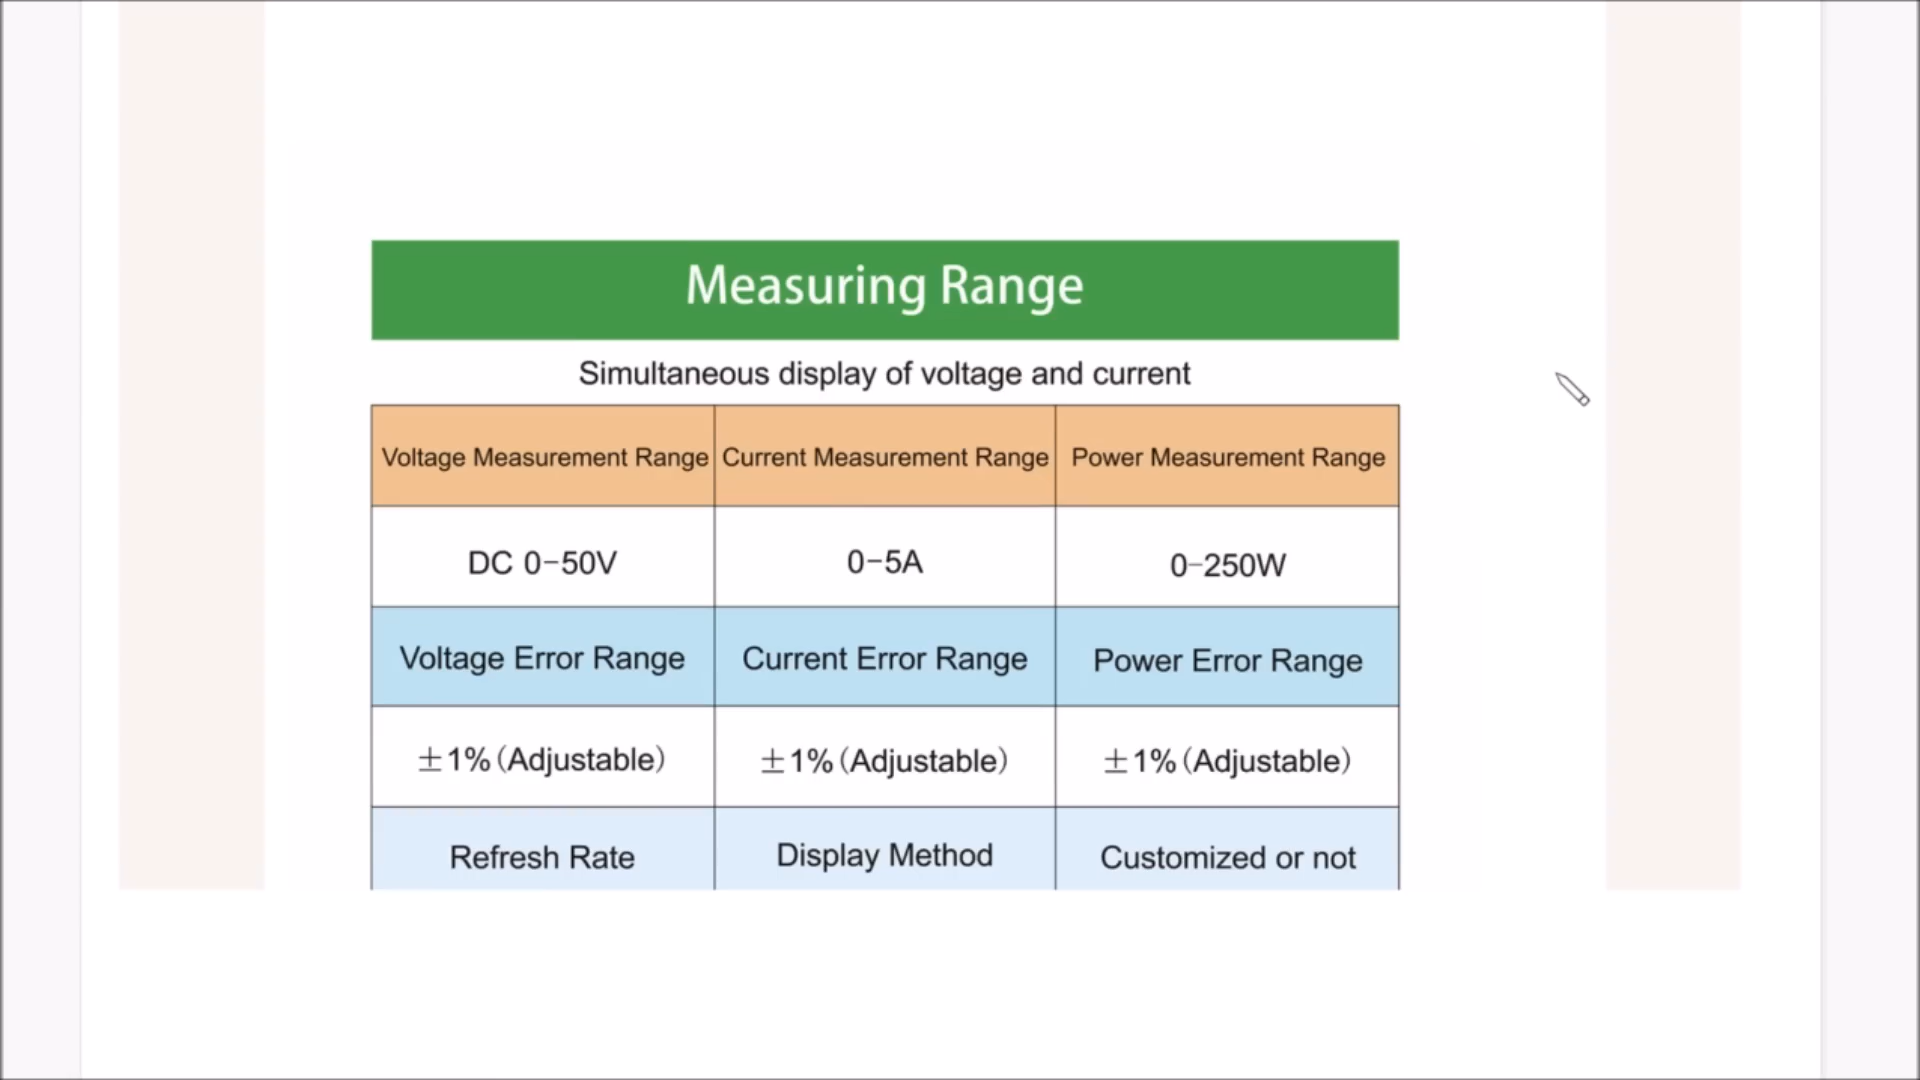 Measuring Range
Simultaneous display of voltage and current
Voltage Measurement Range Current Measurement Range Power Measurement Range
DC 0−50V 0−5A 0−250W
Voltage Error Range Current Error Range Power Error Range
±1%(Adjustable) ±1%(Adjustable) ±1%(Adjustable)
Refresh Rate Display Method Customized or not